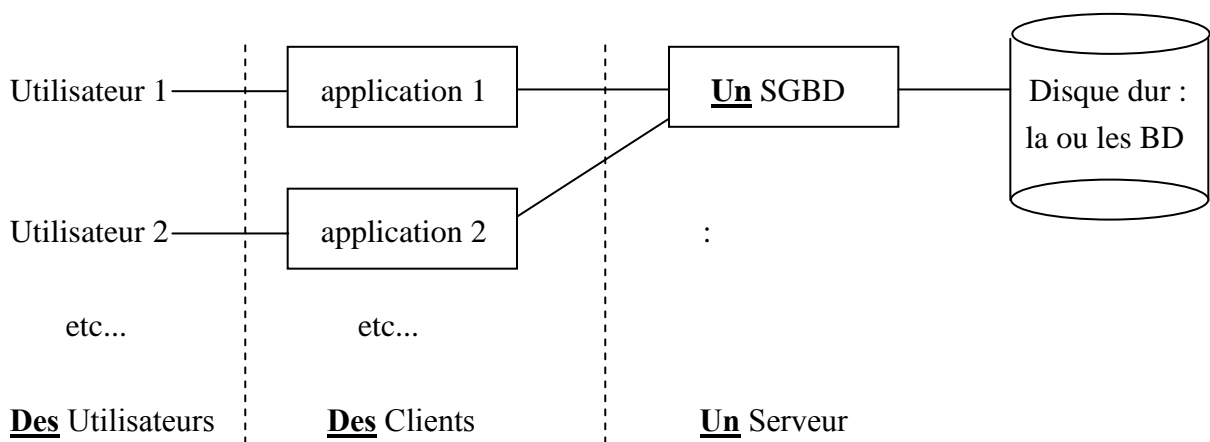 Utilisateur 1
application 1
Un SGBD
Disque dur :
la ou les BD
Utilisateur 2
application 2
:
etc...
etc...
Des Utilisateurs
Des Clients
Un Serveur